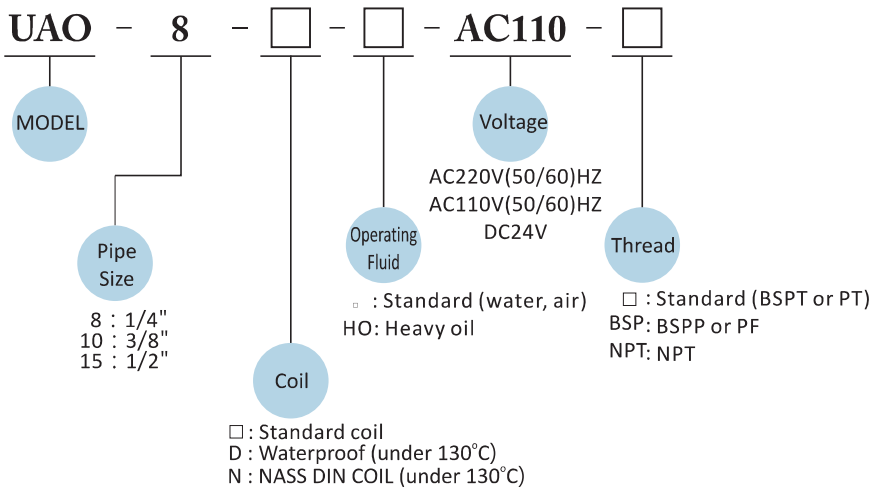 UAO - 8 - □ - □ - AC110 - □
MODEL
Pipe
Size
8 : 1/4"
10 : 3/8"
15 : 1/2"
Coil
□ : Standard coil
D : Waterproof (under 130°C)
N : NASS DIN COIL (under 130°C)
Operating
Fluid
□ : Standard (water, air)
HO: Heavy oil
Voltage
AC220V(50/60)HZ
AC110V(50/60)HZ
DC24V
Thread
□ : Standard (BSPT or PT)
BSP: BSPP or PF
NPT: NPT